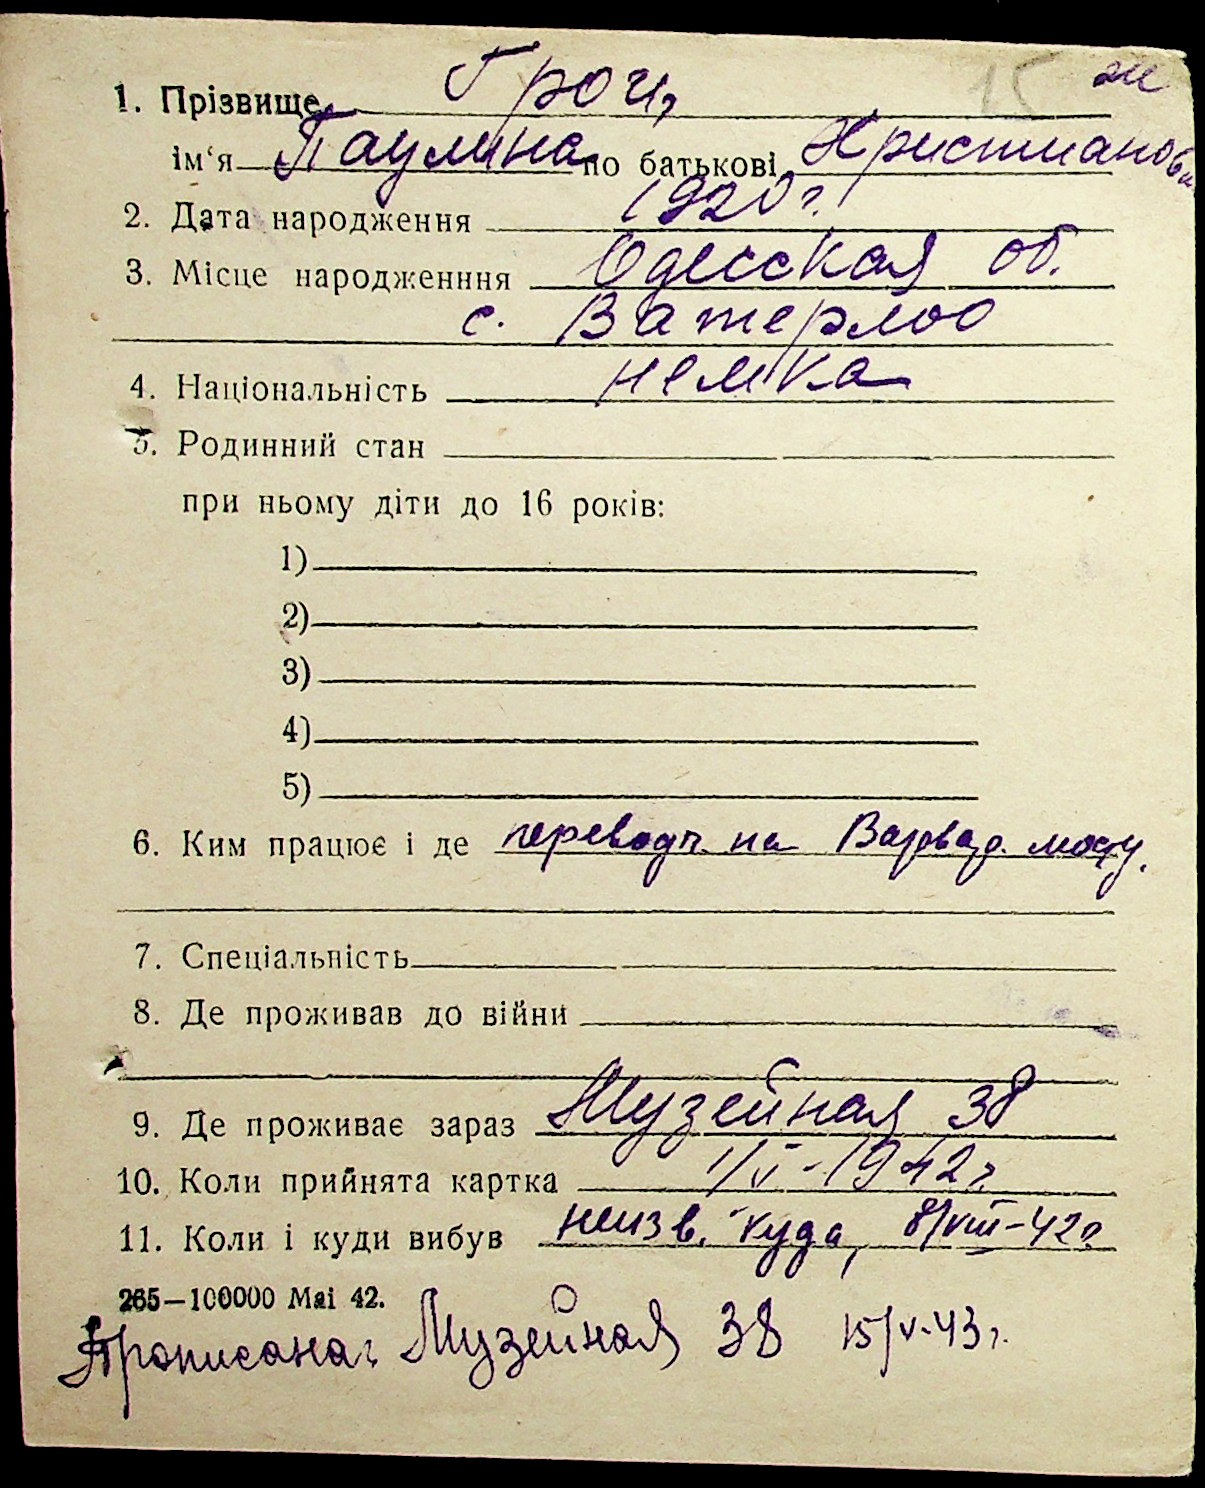 15 ж
1. Прізвище Гроч,
ім‘я Паулина по батькові Христиановн
2. Дата народження 1920 г.
3. Місце народженння Одесская об.
с. Ватерлоо
4. Національність немка
5. Родинний стан
при ньому діти до 16 років:
1)
2)
3)
4)
5)
6. Ким працює і де переводч. на Варвар. мосту.
7. Спеціальність
8. Де проживав до війни
9. Де проживає зараз Музейная 38
10. Коли прийнята картка 1/V-1942 г.
11. Коли і куди вибув неизв. куда, 8/VIII-42 г.
265—100000 Mai 42.
Прописана: Музейная 38 15/V-43 г.